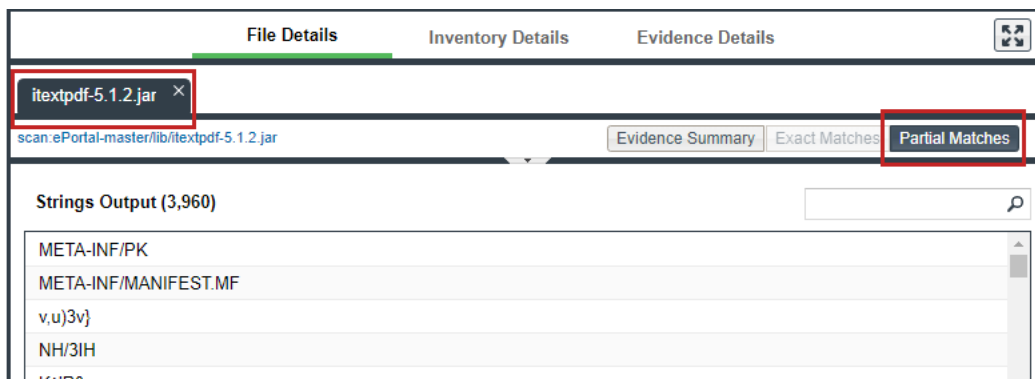 File Details Inventory Details Evidence Details
itextpdf-5.1.2.jar ×
scan:ePortal-master/lib/itextpdf-5.1.2.jar Evidence Summary Exact Matches Partial Matches
Strings Output (3,960)
META-INF/PK
META-INF/MANIFEST.MF
v,u)3v}
NH/3IH